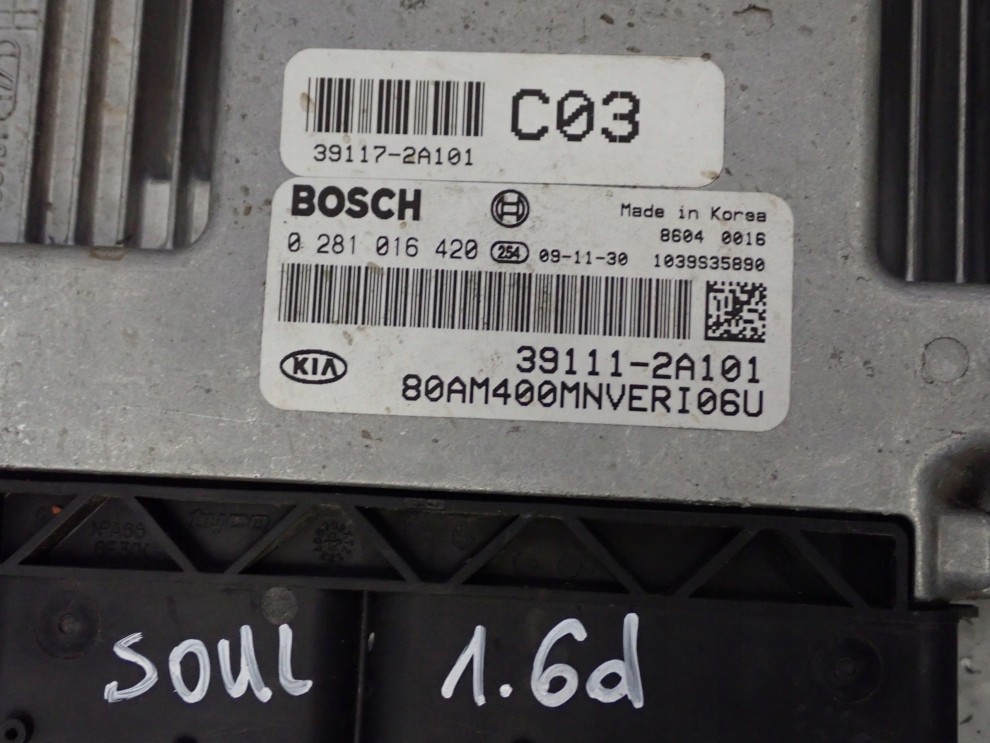 C03
39117-2A101
BOSCH
Made in Korea
8604 0016
0 281 016 420 254 09-11-30 1039S35890
KIA
39111-2A101
80AM400MNVERI06U
tyco
SOUL 1.6d